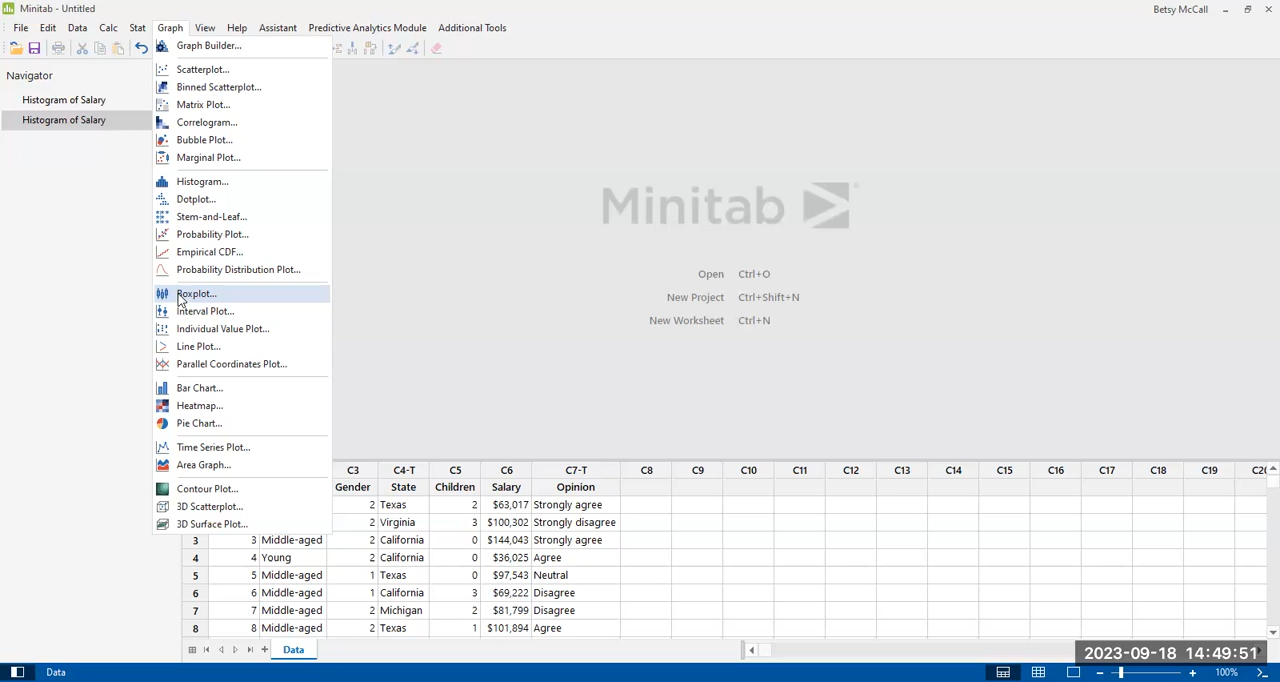 Minitab - Untitled
Betsy McCall
File Edit Data Calc Stat Graph View Help Assistant Predictive Analytics Module Additional Tools
Navigator
Histogram of Salary
Histogram of Salary
Graph Builder...
Scatterplot...
Binned Scatterplot...
Matrix Plot...
Correlogram...
Bubble Plot...
Marginal Plot...
Histogram...
Dotplot...
Stem-and-Leaf...
Probability Plot...
Empirical CDF...
Probability Distribution Plot...
Boxplot...
Interval Plot...
Individual Value Plot...
Line Plot...
Parallel Coordinates Plot...
Bar Chart...
Heatmap...
Pie Chart...
Time Series Plot...
Area Graph...
Contour Plot...
3D Scatterplot...
3D Surface Plot...
Minitab
Open Ctrl+O
New Project Ctrl+Shift+N
New Worksheet Ctrl+N
C3 C4-T C5 C6 C7-T C8 C9 C10 C11 C12 C13 C14 C15 C16 C17 C18 C19 C20
Gender State Children Salary Opinion
2 Texas 2 $63,017 Strongly agree
2 Virginia 3 $100,302 Strongly disagree
3 3 Middle-aged 2 California 0 $144,043 Strongly agree
4 4 Young 2 California 0 $36,025 Agree
5 5 Middle-aged 1 Texas 0 $97,543 Neutral
6 6 Middle-aged 1 California 3 $69,222 Disagree
7 7 Middle-aged 2 Michigan 2 $81,799 Disagree
8 8 Middle-aged 2 Texas 1 $101,894 Agree
Data
2023-09-18 14:49:51
Data
100%